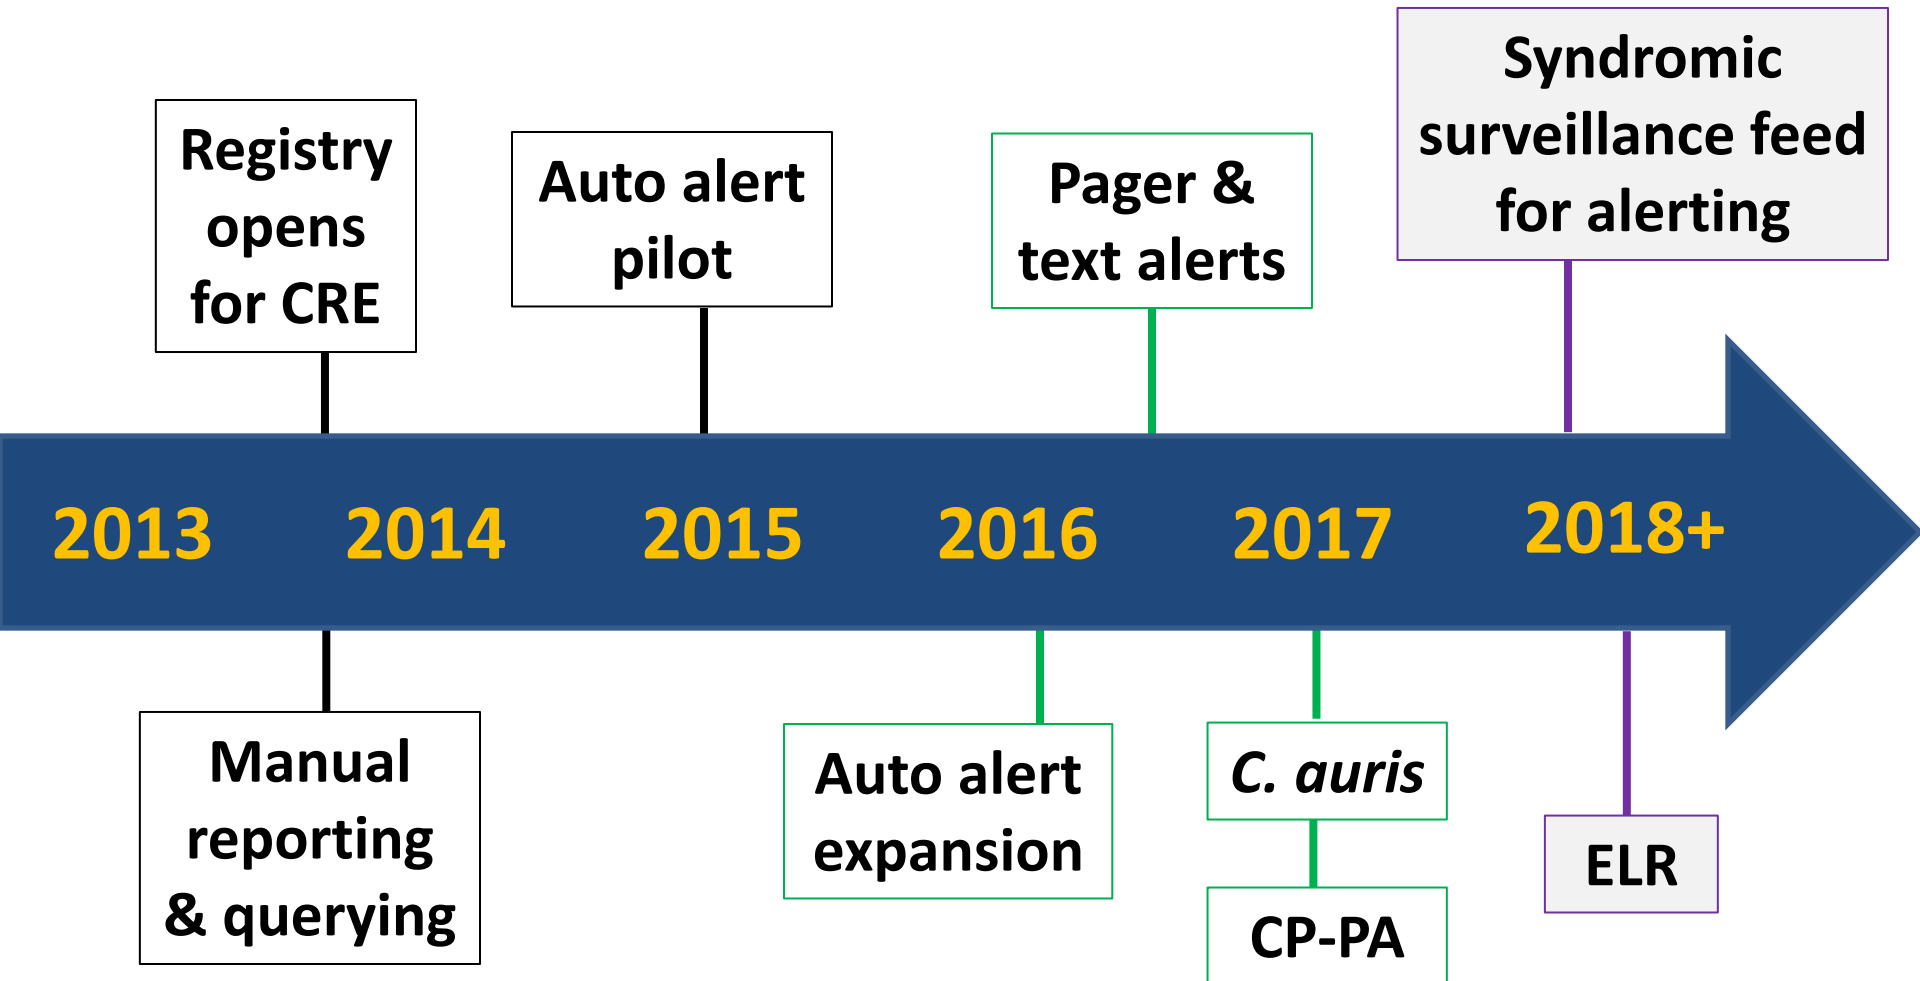 Registry
opens
for CRE
Auto alert
pilot
Pager &
text alerts
Syndromic
surveillance feed
for alerting
2013
2014
2015
2016
2017
2018+
Manual
reporting
& querying
Auto alert
expansion
C. auris
CP-PA
ELR